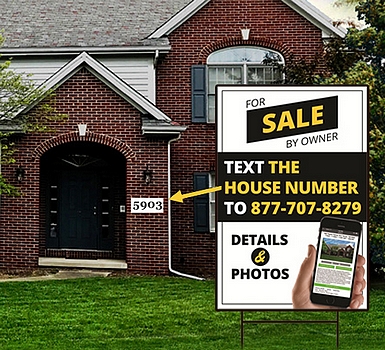 FOR
SALE
BY OWNER
TEXT THE
HOUSE NUMBER
TO 877-707-8279
5903
DETAILS
&
PHOTOS